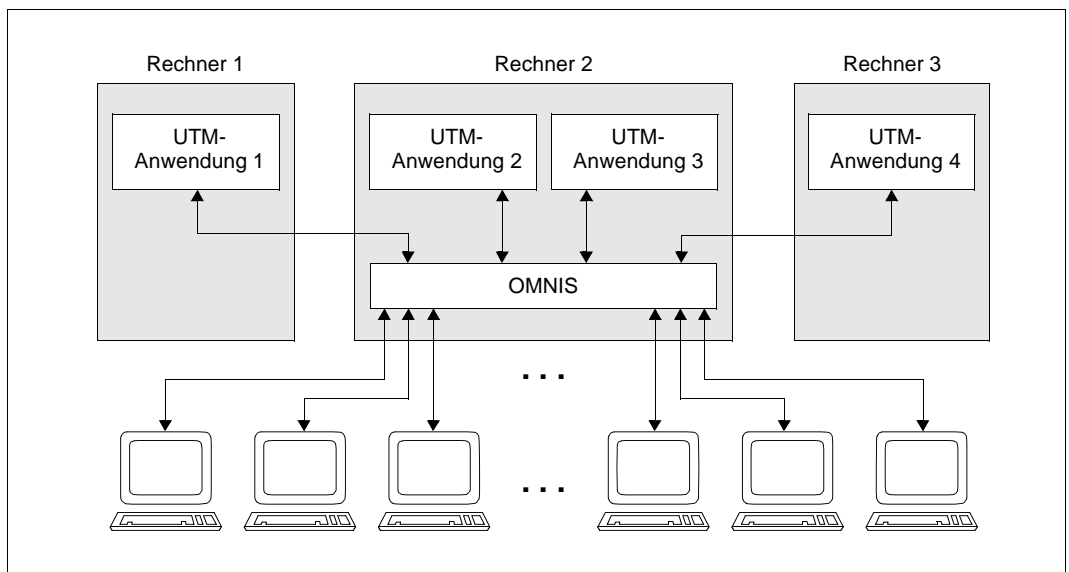 Rechner 1
Rechner 2
Rechner 3
UTM-
Anwendung 1
UTM-
Anwendung 2
UTM-
Anwendung 3
UTM-
Anwendung 4
OMNIS
. . .
. . .